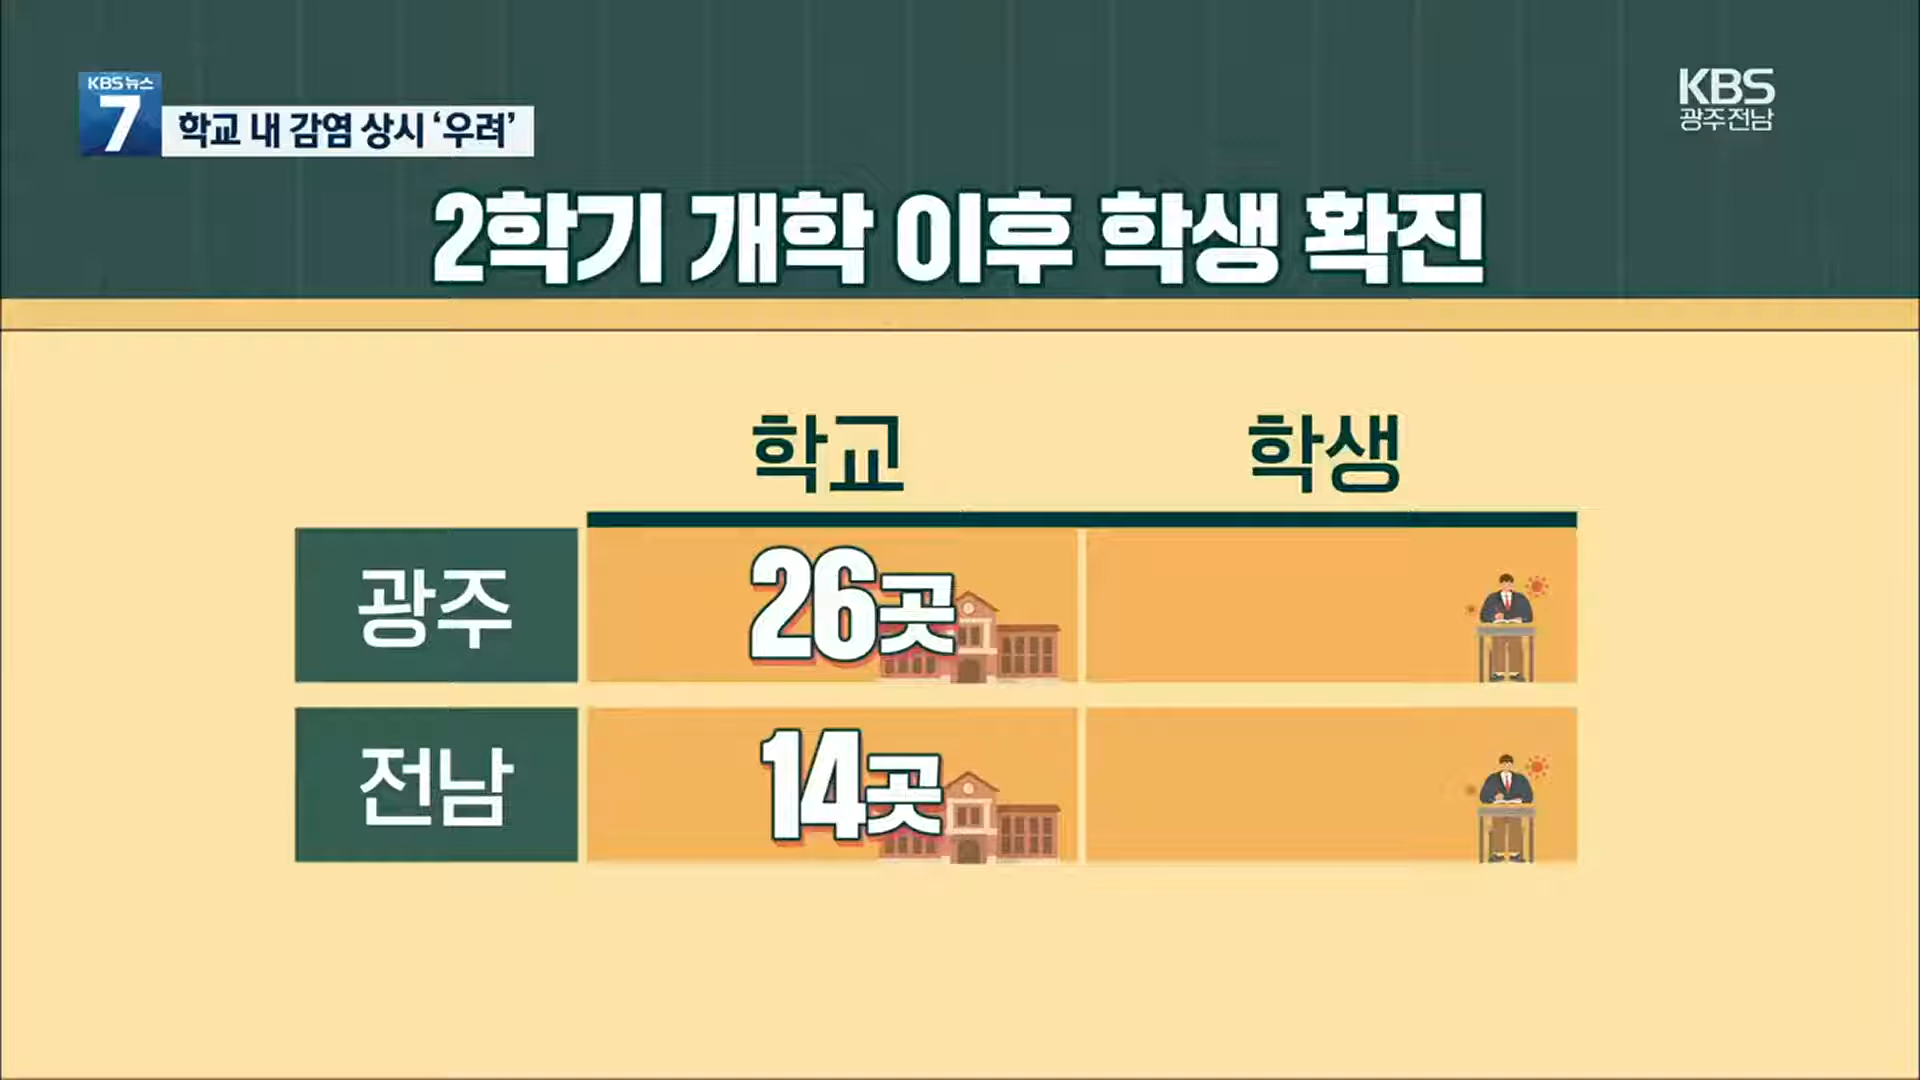 KBS 뉴스
7
학교 내 감염 상시 ‘우려’
KBS
광주전남
2학기 개학 이후 학생 확진
학교 학생
광주 26곳
전남 14곳